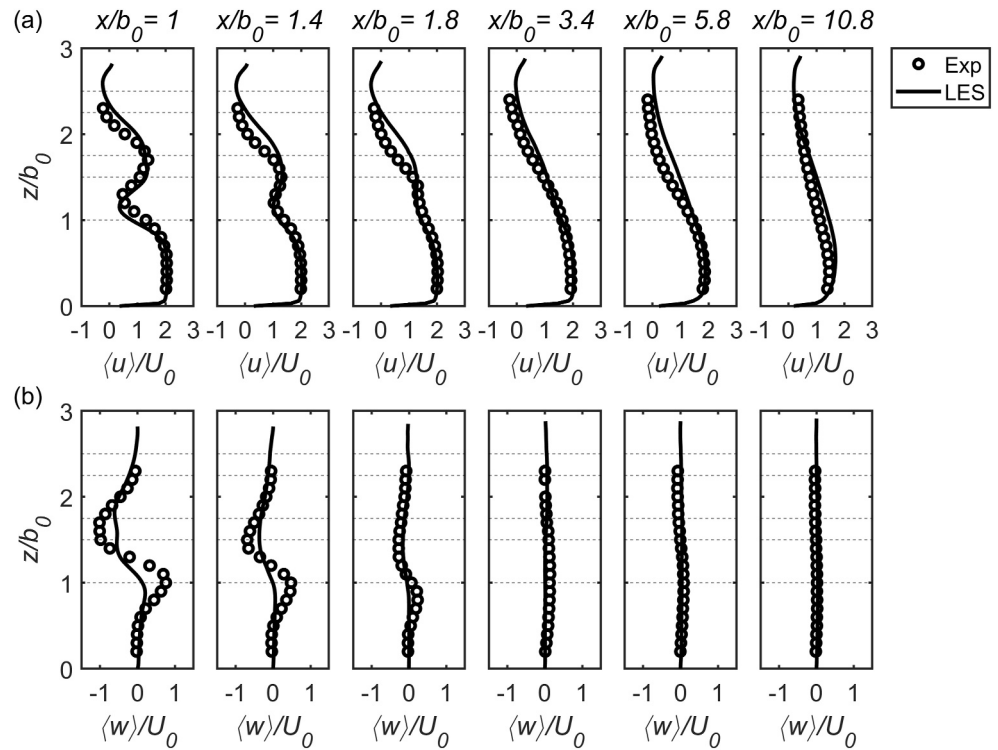 (a) x/b0= 1 x/b0= 1.4 x/b0= 1.8 x/b0= 3.4 x/b0= 5.8 x/b0= 10.8
Exp
LES
3
2
z/b0
1
0
-1 0 1 2 3 -1 0 1 2 3 -1 0 1 2 3 -1 0 1 2 3 -1 0 1 2 3 -1 0 1 2 3
⟨u⟩/U0 ⟨u⟩/U0 ⟨u⟩/U0 ⟨u⟩/U0 ⟨u⟩/U0 ⟨u⟩/U0
(b)
3
2
z/b0
1
0
-1 0 1 -1 0 1 -1 0 1 -1 0 1 -1 0 1 -1 0 1
⟨w⟩/U0 ⟨w⟩/U0 ⟨w⟩/U0 ⟨w⟩/U0 ⟨w⟩/U0 ⟨w⟩/U0